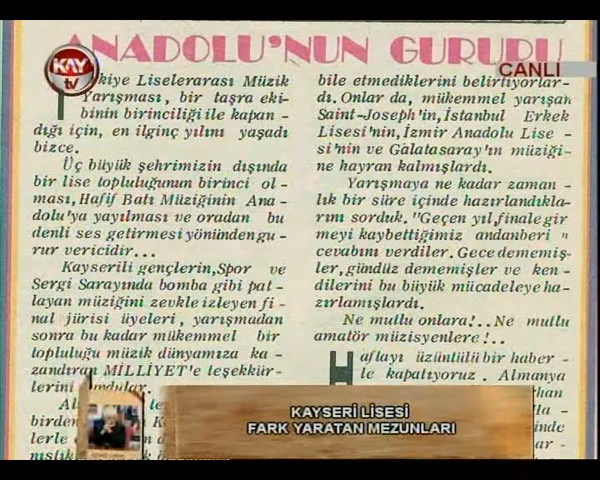 ANADOLU'NUN GURURU
KAY
tv
CANLI
Türkiye Liselerarası Müzik
Yarışması, bir taşra eki-
binin birinciliği ile kapan -
dığı için, en ilginç yılını yaşadı
bizce.
Üç büyük şehrimizin dışında
bir lise topluluğunun birinci ol -
ması, Hafif Batı Müziğinin Ana -
dolu'ya yayılması ve oradan bu
denli ses getirmesi yönünden gu -
rur vericidir...
Kayserili gençlerin, Spor ve
Sergi Sarayında bomba gibi pat -
layan müziğini zevkle izleyen fi -
nal jürisi üyeleri, yarışmadan
sonra bu kadar mükemmel bir
topluluğu müzik dünyamıza ka -
zandıran MİLLİYET'e teşekkür-
lerini
birden
lerle
bile etmediklerini belirtiyorlar-
dı. Onlar da, mükemmel yarışan
Saint-Joseph'in, İstanbul Erkek
Lisesi'nin, İzmir Anadolu Lise -
si'nin ve Galatasaray'ın müziği-
ne hayran kalmışlardı.
Yarışmaya ne kadar zaman -
lık bir süre içinde hazırlandıkla-
rını sorduk. "Geçen yıl, finale gir
meyi kaybettiğimiz andanberi "
cevabını verdiler. Gece dememiş-
ler, gündüz dememişler ve ken -
dilerini bu büyük mücadeleye ha-
zırlamışlardı.
Ne mutlu onlara!.. Ne mutlu
amatör müzisyenlere!..
Haftayı üzüntülü bir haber -
le kapatıyoruz. Almanya
KAYSERİ LİSESİ
FARK YARATAN MEZUNLARI